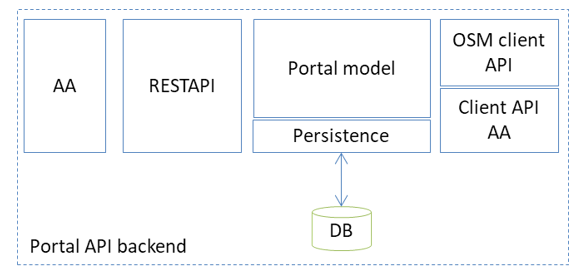 AA
RESTAPI
Portal model
Persistence
OSM client
API
Client API
AA
DB
Portal API backend